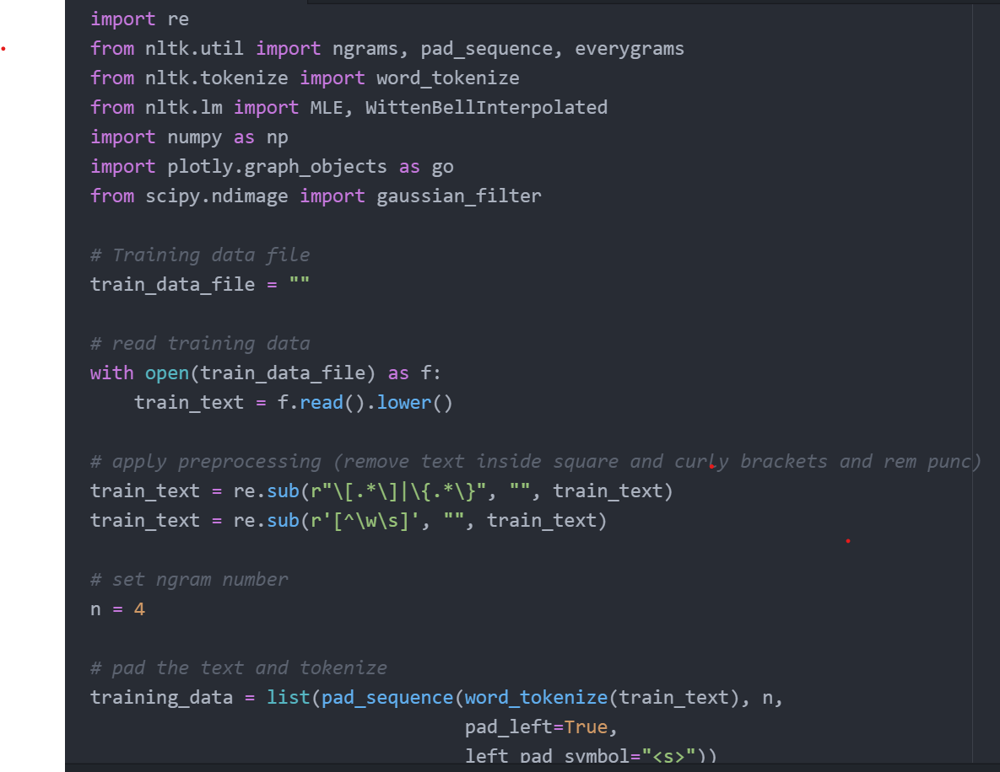 import re
from nltk.util import ngrams, pad_sequence, everygrams
from nltk.tokenize import word_tokenize
from nltk.lm import MLE, WittenBellInterpolated
import numpy as np
import plotly.graph_objects as go
from scipy.ndimage import gaussian_filter
# Training data file
train_data_file = ""
# read training data
with open(train_data_file) as f:
    train_text = f.read().lower()
# apply preprocessing (remove text inside square and curly brackets and rem punc)
train_text = re.sub(r"\[.*\]|\{.*\}", "", train_text)
train_text = re.sub(r'[^\w\s]', "", train_text)
# set ngram number
n = 4
# pad the text and tokenize
training_data = list(pad_sequence(word_tokenize(train_text), n,
                                  pad_left=True,
                                  left_pad_symbol="<s>"))